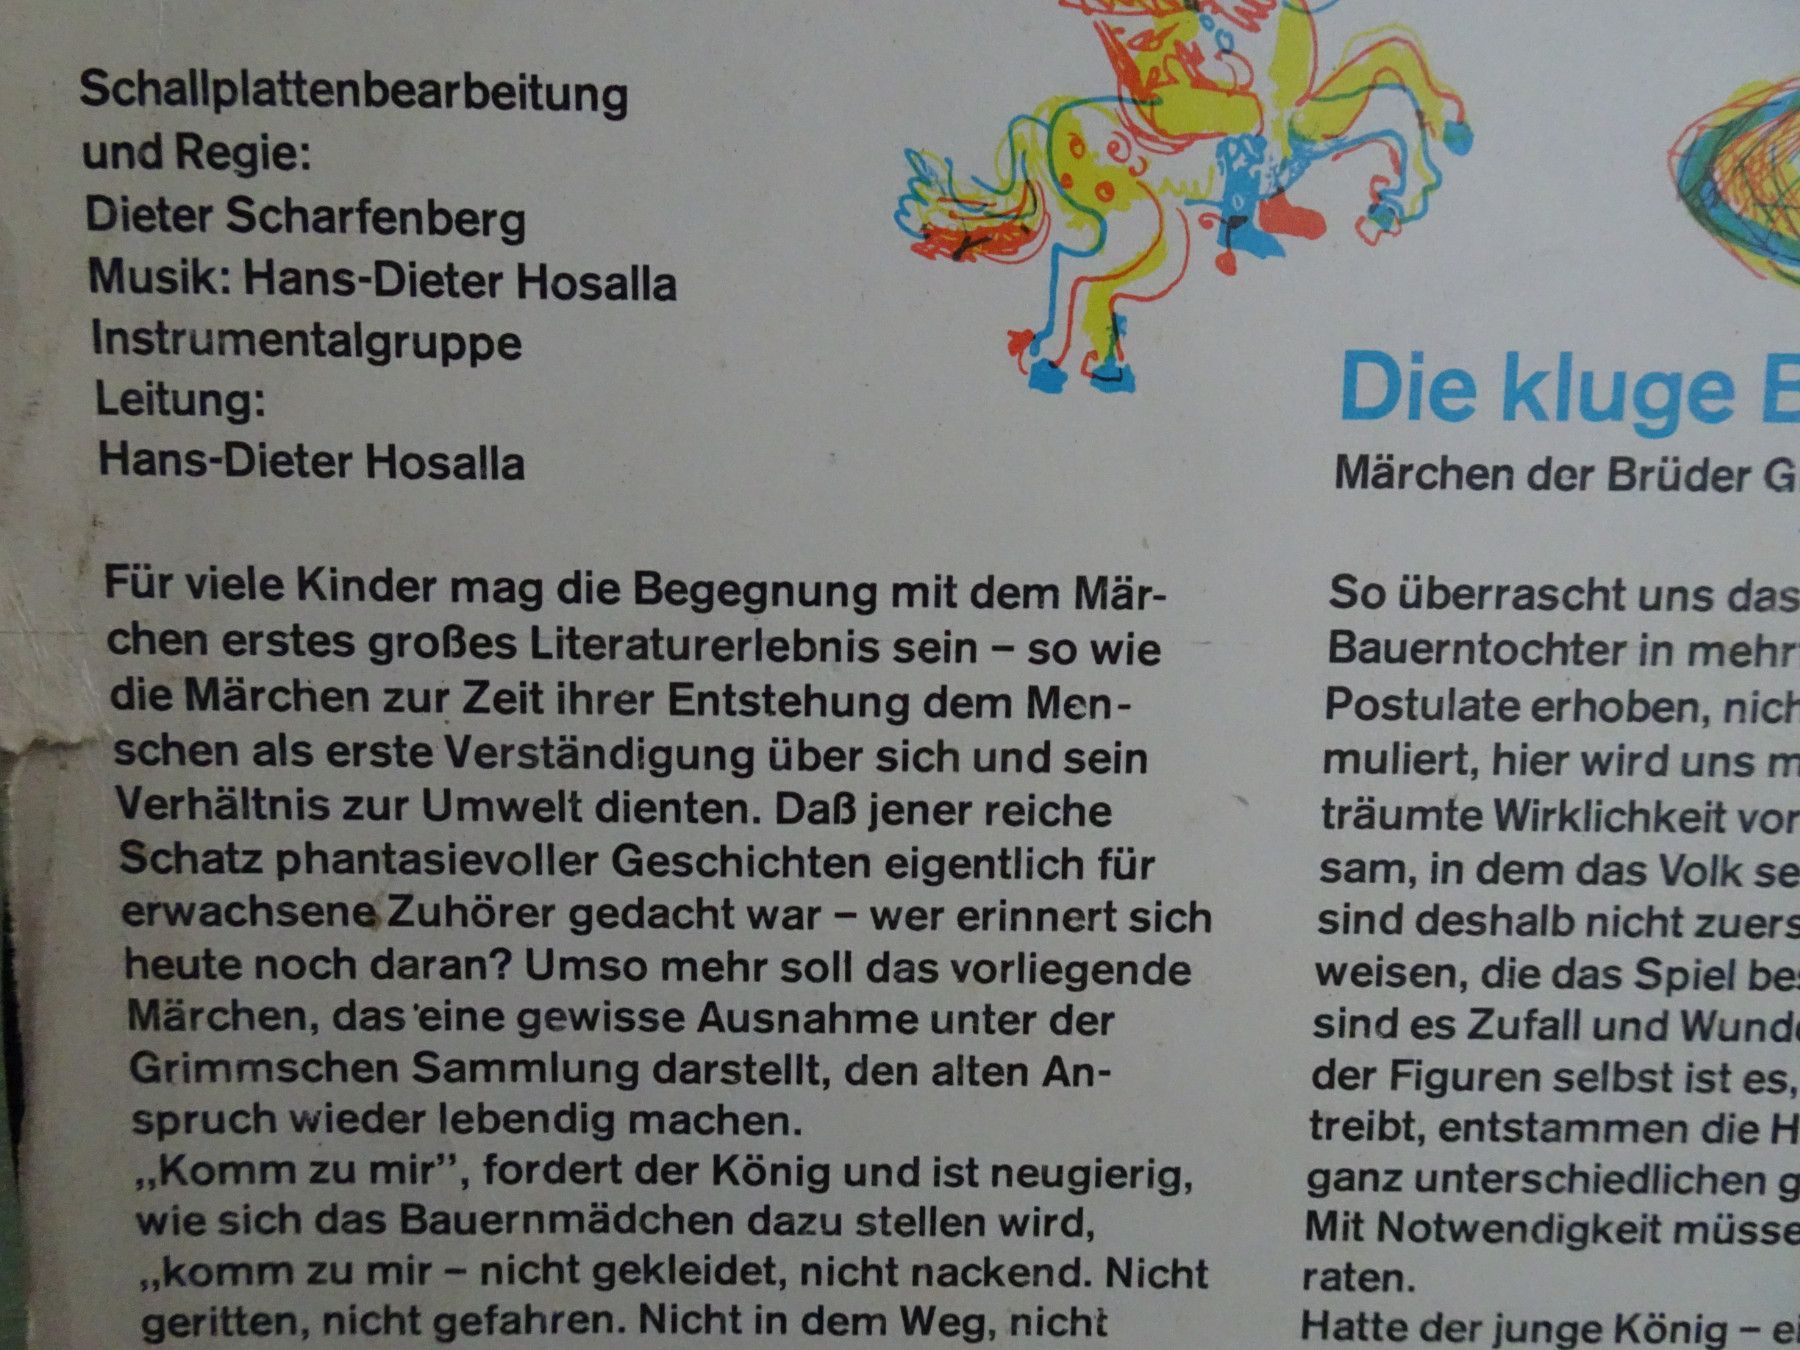 Schallplattenbearbeitung
und Regie:
Dieter Scharfenberg
Musik: Hans-Dieter Hosalla
Instrumentalgruppe
Leitung:
Hans-Dieter Hosalla
Für viele Kinder mag die Begegnung mit dem Mär-
chen erstes großes Literaturerlebnis sein – so wie
die Märchen zur Zeit ihrer Entstehung dem Men-
schen als erste Verständigung über sich und sein
Verhältnis zur Umwelt dienten. Daß jener reiche
Schatz phantasievoller Geschichten eigentlich für
erwachsene Zuhörer gedacht war – wer erinnert sich
heute noch daran? Umso mehr soll das vorliegende
Märchen, das eine gewisse Ausnahme unter der
Grimmschen Sammlung darstellt, den alten An-
spruch wieder lebendig machen.
„Komm zu mir”, fordert der König und ist neugierig,
wie sich das Bauernmädchen dazu stellen wird,
„komm zu mir – nicht gekleidet, nicht nackend. Nicht
geritten, nicht gefahren. Nicht in dem Weg, nicht
Die kluge
Märchen der Brüder
So überrascht uns das
Bauerntochter in
Postulate erhoben,
muliert, hier wird uns
träumte Wirklichkeit
sam, in dem das Volk
sind deshalb nicht
weisen, die das Spiel
sind es Zufall und
der Figuren selbst ist es,
treibt, entstammen die
ganz unterschiedlichen
Mit Notwendigkeit
raten.
Hatte der junge König –